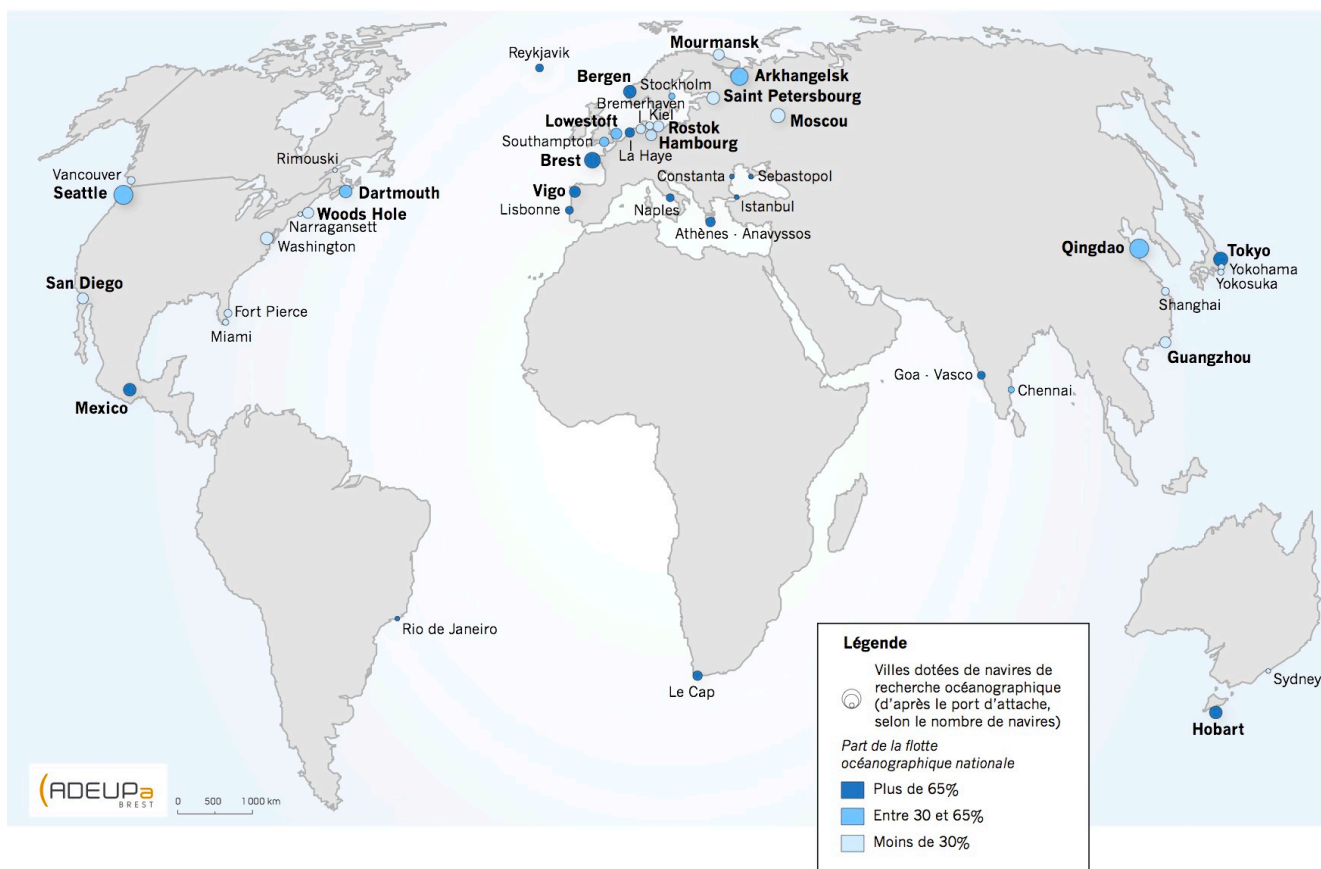 Reykjavik
Mourmansk
Bergen
Stockholm
Arkhangelsk
Bremerhaven
Saint Petersbourg
Kiel
Lowestoft
Rostok
Moscou
Southampton
Hambourg
Brest
La Haye
Rimouski
Vancouver
Seattle
Dartmouth
Constanta
Sebastopol
Vigo
Woods Hole
Lisbonne
Naples
Istanbul
Narragansett
Athènes - Anavyssos
Washington
Qingdao
Tokyo
Yokohama
Yokosuka
San Diego
Shanghai
Fort Pierce
Miami
Guangzhou
Goa - Vasco
Chennai
Mexico
Rio de Janeiro
Le Cap
Sydney
Hobart
Légende
Villes dotées de navires de
recherche océanographique
(d'après le port d'attache,
selon le nombre de navires)
Part de la flotte
océanographique nationale
Plus de 65%
Entre 30 et 65%
Moins de 30%
ADEUPa
BREST
0 500 1 000 km